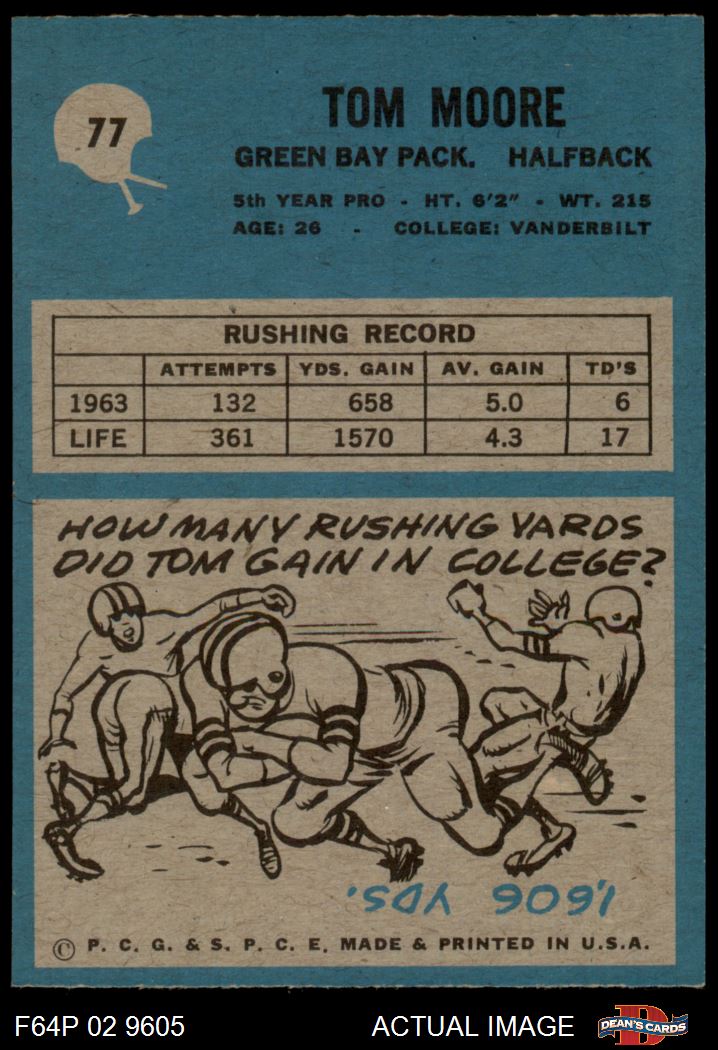 77
TOM MOORE
GREEN BAY PACK. HALFBACK
5th YEAR PRO - HT. 6'2" - WT. 215
AGE: 26 - COLLEGE: VANDERBILT
RUSHING RECORD
ATTEMPTS YDS. GAIN AV. GAIN TD'S
1963 132 658 5.0 6
LIFE 361 1570 4.3 17
HOW MANY RUSHING YARDS
DID TOM GAIN IN COLLEGE?
1,606 YDS.
© P. C. G. & S. P. C. E. MADE & PRINTED IN U.S.A.
F64P 02 9605 ACTUAL IMAGE D DEAN'S CARDS